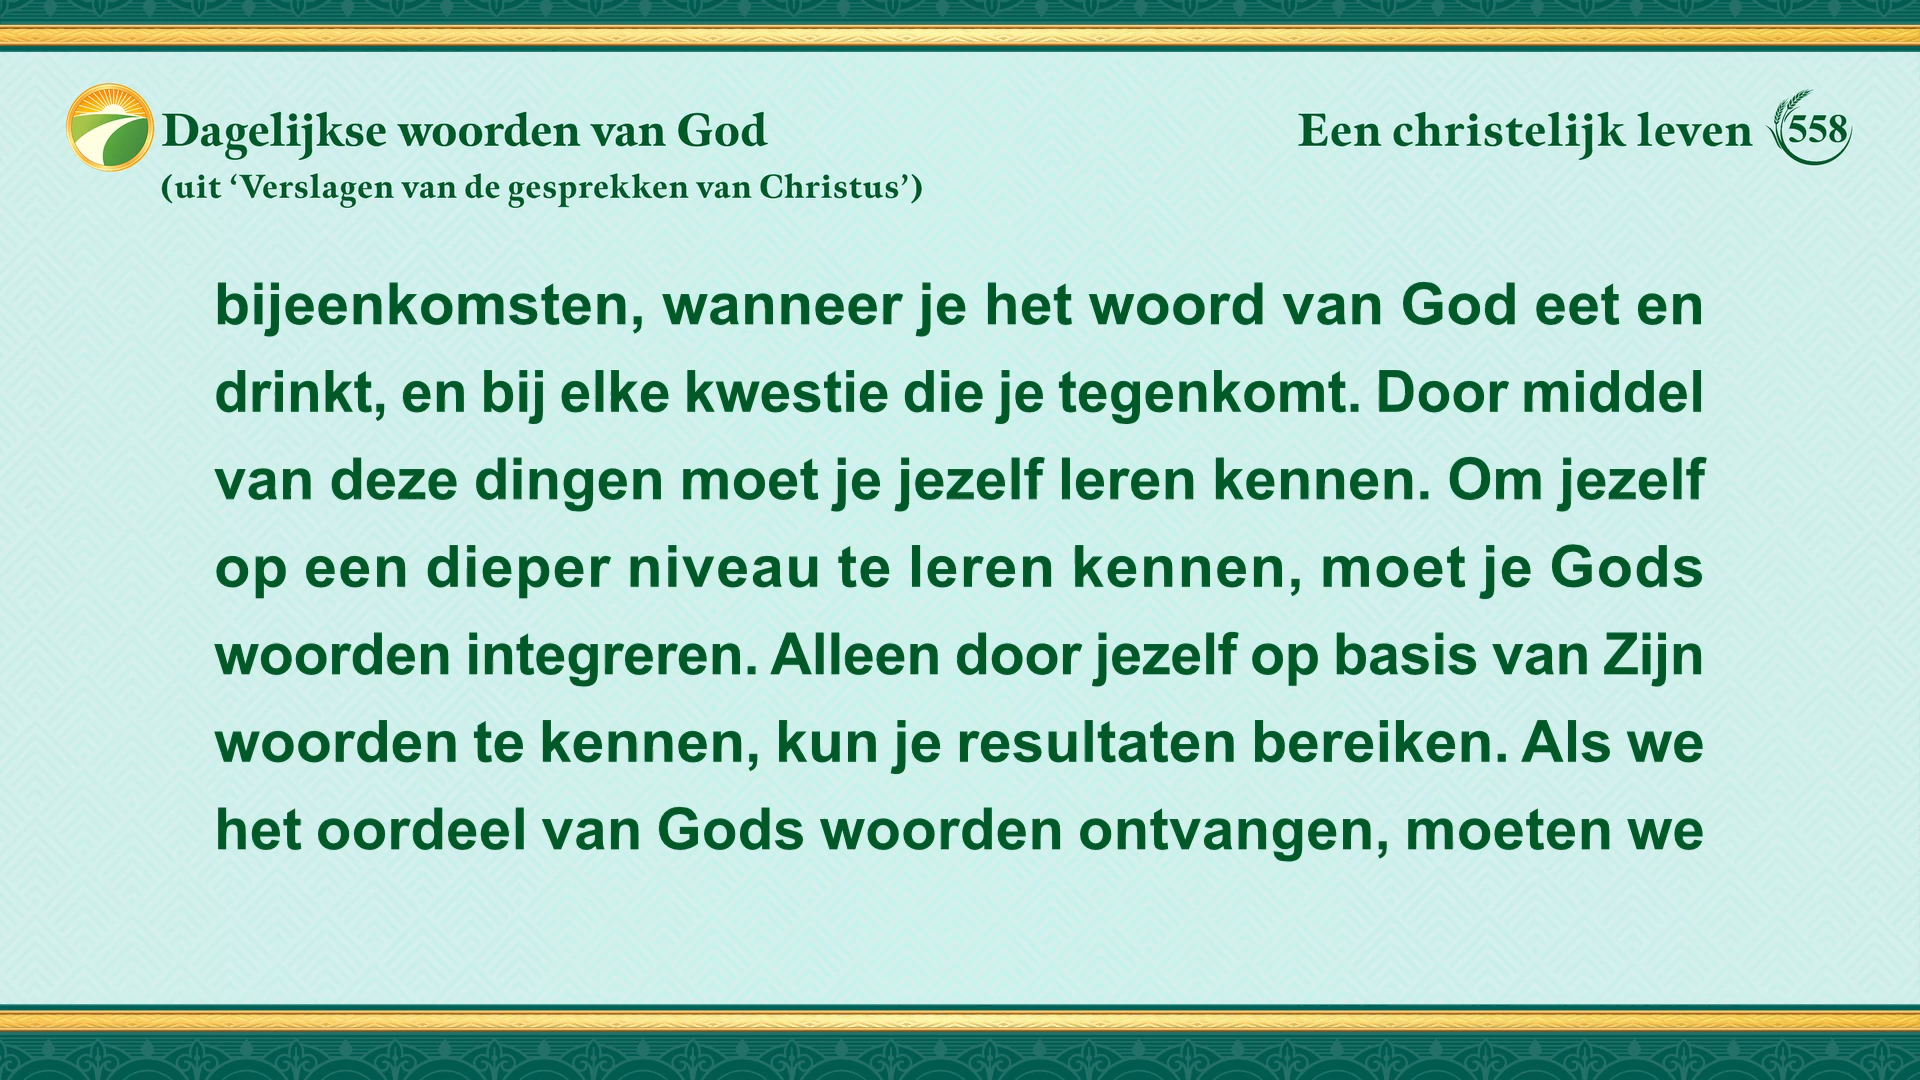 Dagelijkse woorden van God
(uit ‘Verslagen van de gesprekken van Christus’)
Een christelijk leven 558
bijeenkomsten, wanneer je het woord van God eet en
drinkt, en bij elke kwestie die je tegenkomt. Door middel
van deze dingen moet je jezelf leren kennen. Om jezelf
op een dieper niveau te leren kennen, moet je Gods
woorden integreren. Alleen door jezelf op basis van Zijn
woorden te kennen, kun je resultaten bereiken. Als we
het oordeel van Gods woorden ontvangen, moeten we